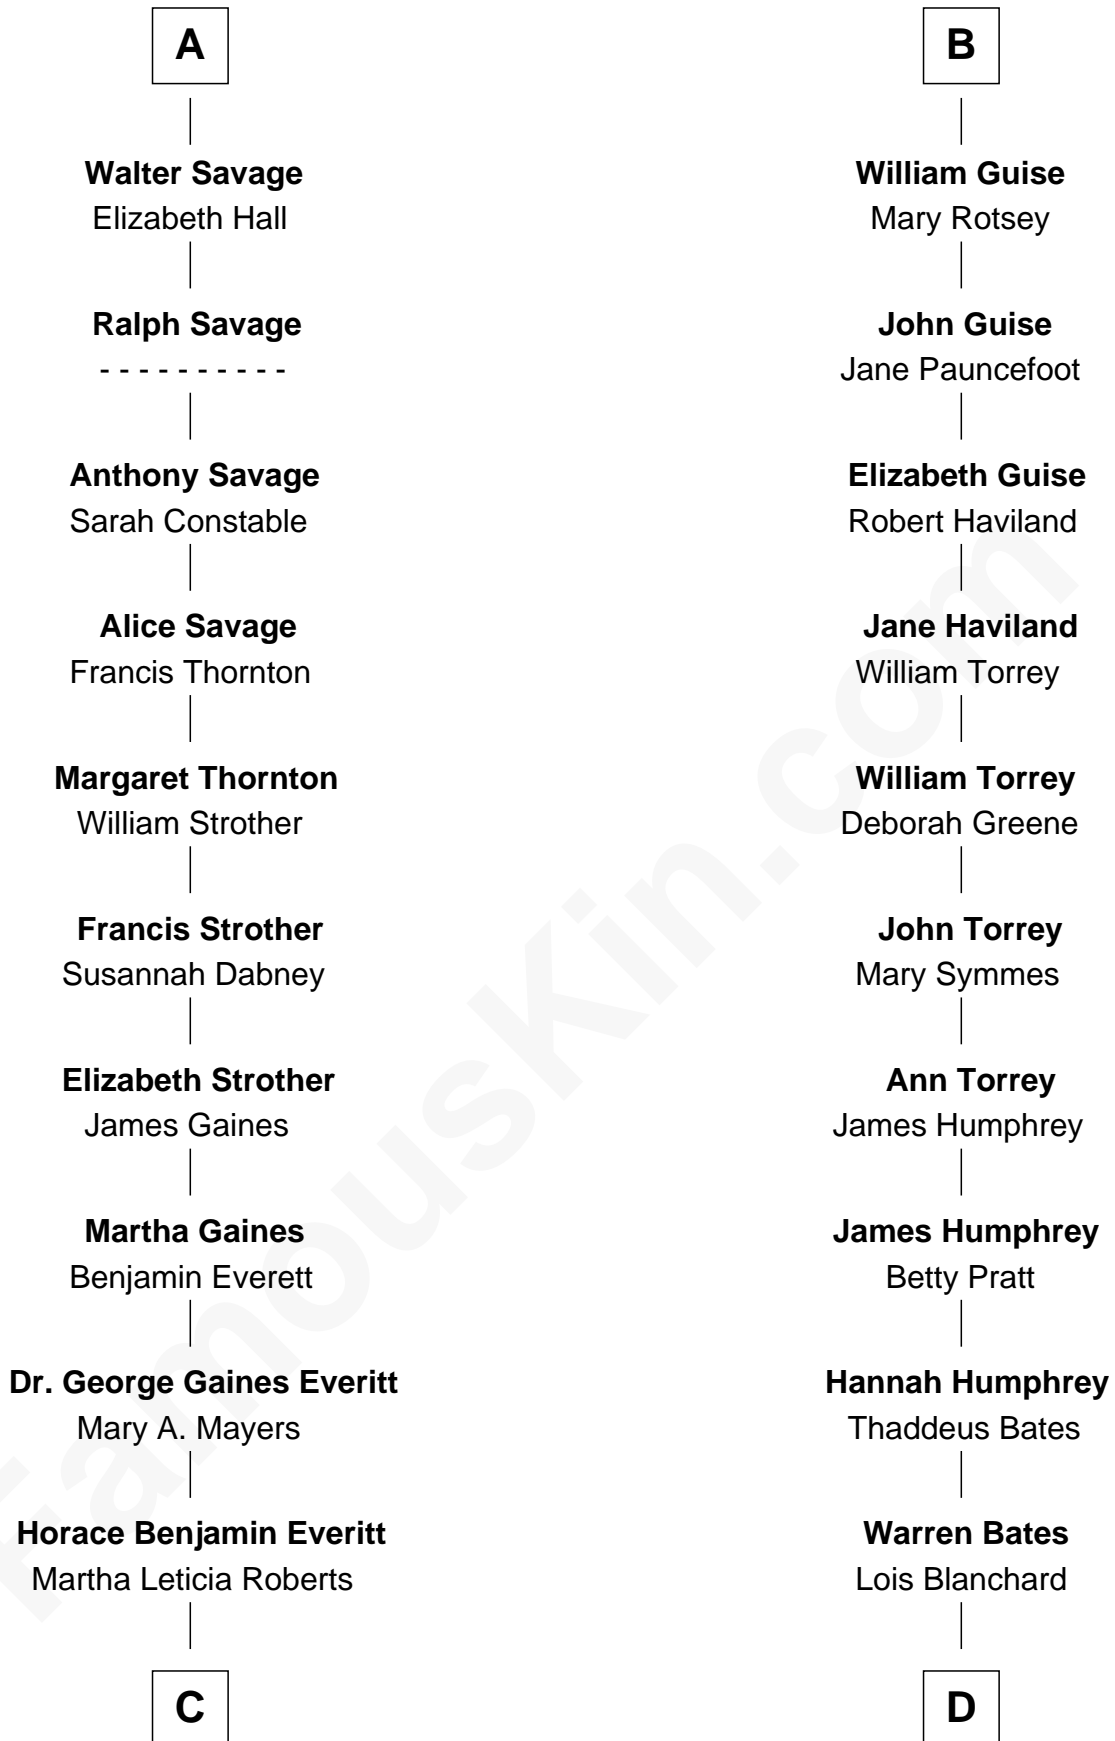 A
Walter Savage
Elizabeth Hall
Ralph Savage
- - - - - - - - - -
Anthony Savage
Sarah Constable
Alice Savage
Francis Thornton
Margaret Thornton
William Strother
Francis Strother
Susannah Dabney
Elizabeth Strother
James Gaines
Martha Gaines
Benjamin Everett
Dr. George Gaines Everitt
Mary A. Mayers
Horace Benjamin Everitt
Martha Leticia Roberts
C
B
William Guise
Mary Rotsey
John Guise
Jane Pauncefoot
Elizabeth Guise
Robert Haviland
Jane Haviland
William Torrey
William Torrey
Deborah Greene
John Torrey
Mary Symmes
Ann Torrey
James Humphrey
James Humphrey
Betty Pratt
Hannah Humphrey
Thaddeus Bates
Warren Bates
Lois Blanchard
D
FamousKin.com